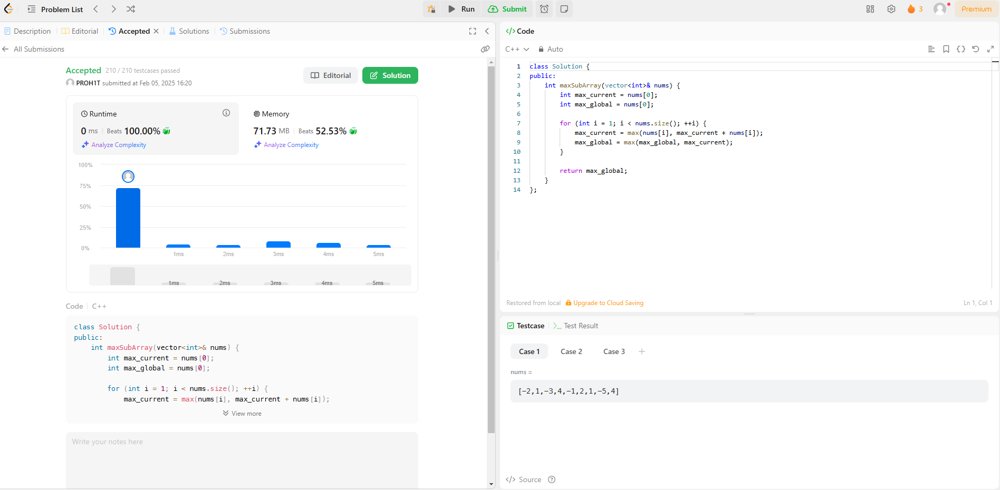 Problem List
Run
Submit
3
Premium
Description
Editorial
Accepted
Solutions
Submissions
All Submissions
Accepted 210 / 210 testcases passed
PROH1T submitted at Feb 05, 2025 16:20
Editorial
Solution
Runtime
0 ms Beats 100.00%
Analyze Complexity
Memory
71.73 MB Beats 52.53%
Analyze Complexity
100%
75%
50%
25%
0%
1ms 2ms 3ms 4ms 5ms
1ms 2ms 3ms 4ms 5ms
Code C++
class Solution {
public:
    int maxSubArray(vector<int>& nums) {
        int max_current = nums[0];
        int max_global = nums[0];
        for (int i = 1; i < nums.size(); ++i) {
            max_current = max(nums[i], max_current + nums[i]);
View more
Write your notes here
</> Code
C++
Auto
1 class Solution {
2 public:
3     int maxSubArray(vector<int>& nums) {
4         int max_current = nums[0];
5         int max_global = nums[0];
6
7         for (int i = 1; i < nums.size(); ++i) {
8             max_current = max(nums[i], max_current + nums[i]);
9             max_global = max(max_global, max_current);
10         }
11
12         return max_global;
13     }
14 };
Restored from local
Upgrade to Cloud Saving
Ln 1, Col 1
Testcase
Test Result
Case 1
Case 2
Case 3
+
nums =
[-2,1,-3,4,-1,2,1,-5,4]
</> Source